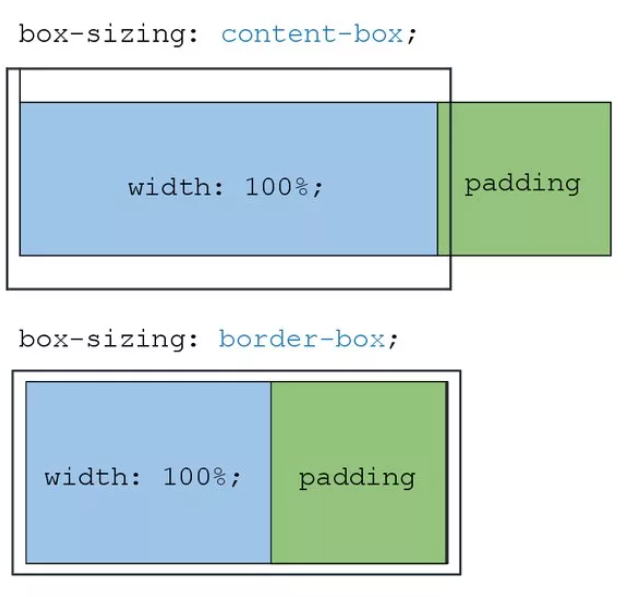 box-sizing: content-box;
width: 100%; padding
box-sizing: border-box;
width: 100%; padding